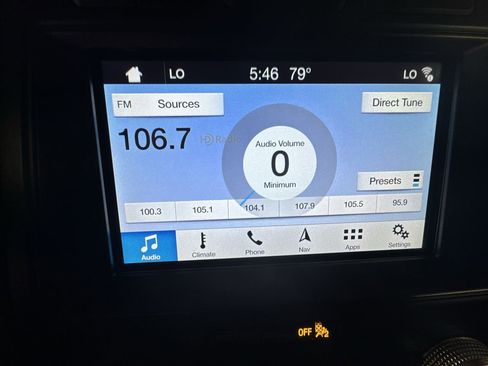 LO 5:46 79° LO
FM Sources Direct Tune
106.7 HD Radio
Audio Volume
0
Minimum
Presets
100.3 105.1 104.1 107.9 105.5 95.9
Audio Climate Phone Nav Apps Settings
OFF 2